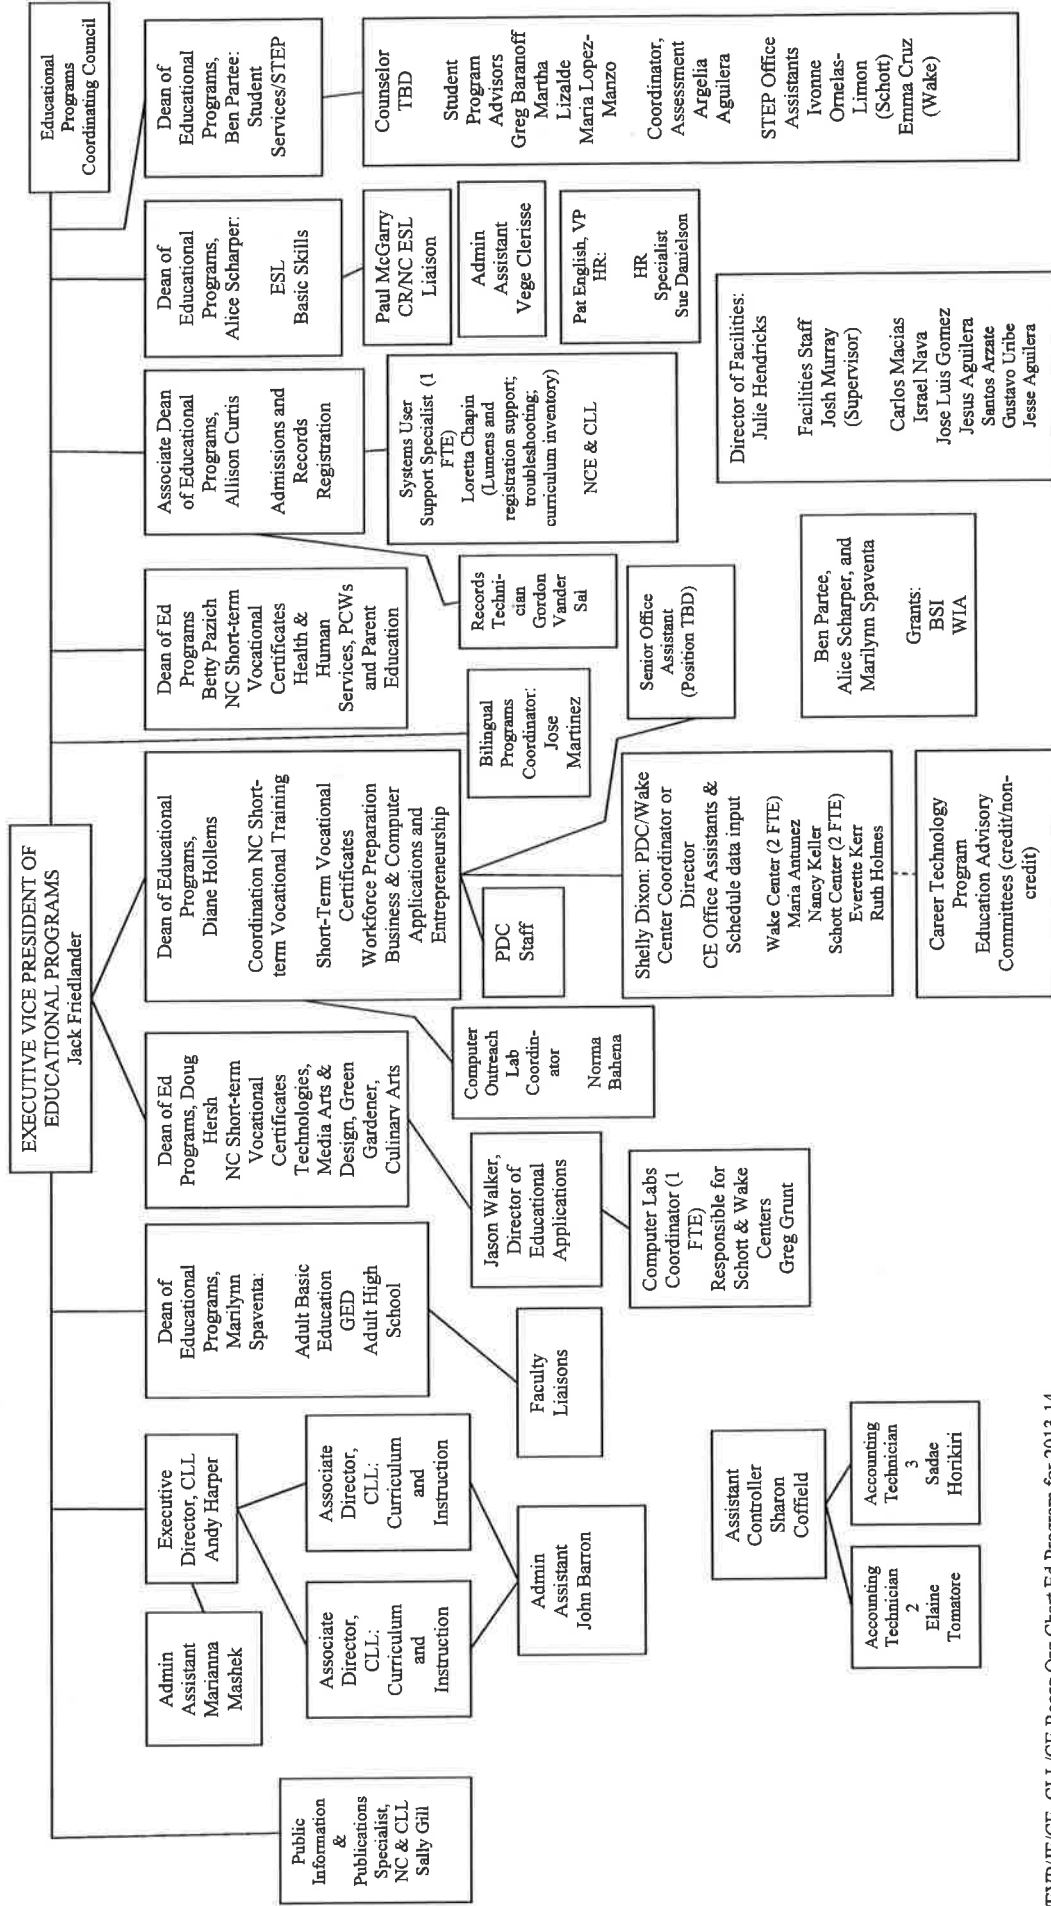 EXECUTIVE VICE PRESIDENT OF
EDUCATIONAL PROGRAMS
Jack Friedlander
Educational
Programs
Coordinating Council
Public
Information
&
Publications
Specialist,
NC & CLL
Sally Gill
Admin
Assistant
Marianna
Mashek
Executive
Director, CLL
Andy Harper
Associate
Director,
CLL:
Curriculum
and
Instruction
Associate
Director,
CLL:
Curriculum
and
Instruction
Admin
Assistant
John Barron
Dean of
Educational
Programs,
Marilynn
Spaventa:
Adult Basic
Education
GED
Adult High
School
Faculty
Liaisons
Dean of Ed
Programs, Doug
Hersh
NC Short-term
Vocational
Certificates
Technologies,
Media Arts &
Design, Green
Gardener,
Culinary Arts
Jason Walker,
Director of
Educational
Applications
Computer Labs
Coordinator (1
FTE)
Responsible for
Schott & Wake
Centers
Greg Grunt
Dean of Educational
Programs,
Diane Hollems
Coordination NC Short-
term Vocational Training
Short-Term Vocational
Certificates
Workforce Preparation
Business & Computer
Applications and
Entrepreneurship
Computer
Outreach
Lab
Coordin-
ator
Norma
Bahena
PDC
Staff
Shelly Dixon: PDC/Wake
Center Coordinator or
Director
CE Office Assistants &
Schedule data input
Wake Center (2 FTE)
Maria Antunez
Nancy Keller
Schott Center (2 FTE)
Everette Kerr
Ruth Holmes
Career Technology
Program
Education Advisory
Committees (credit/non-
credit)
Bilingual
Programs
Coordinator:
Jose
Martinez
Senior Office
Assistant
(Position TBD)
Dean of Ed
Programs
Betty Pazich
NC Short-term
Vocational
Certificates
Health &
Human
Services, PCWs
and Parent
Education
Associate Dean
of Educational
Programs,
Allison Curtis
Admissions and
Records
Registration
Records
Techni-
cian
Gordon
Vander
Sal
Systems User
Support Specialist (1
FTE)
Loretta Chapin
(Lumens and
registration support;
troubleshooting;
curriculum inventory)
NCE & CLL
Dean of
Educational
Programs,
Alice Scharper:
ESL
Basic Skills
Paul McGarry
CR/NC ESL
Liaison
Admin
Assistant
Vege Clerisse
Pat English, VP
HR:
HR
Specialist
Sue Danielson
Dean of
Educational
Programs,
Ben Partee:
Student
Services/STEP
Counselor
TBD
Student
Program
Advisors
Greg Baranoff
Martha
Lizalde
Maria Lopez-
Manzo
Coordinator,
Assessment
Argelia
Aguilera
STEP Office
Assistants
Ivonne
Ornelas-
Limon
(Schott)
Emma Cruz
(Wake)
Assistant
Controller
Sharon
Coffield
Accounting
Technician
2
Elaine
Tomatore
Accounting
Technician
3
Sadae
Horikiri
Ben Partee,
Alice Scharper, and
Marilynn Spaventa
Grants:
BSI
WIA
Director of Facilities:
Julie Hendricks
Facilities Staff
Josh Murray
(Supervisor)
Carlos Macias
Israel Nava
Jose Luis Gomez
Jesus Aguilera
Santos Arzate
Gustavo Uribe
Jesse Aguilera